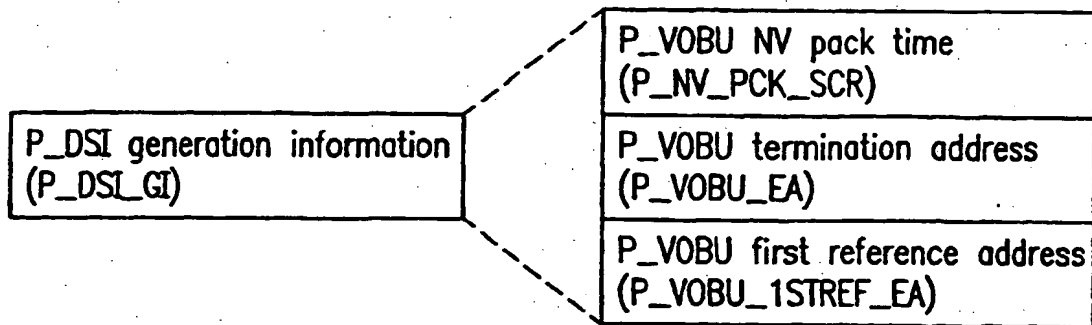 P_DSI generation information
(P_DSI_GI)
P_VOBU NV pack time
(P_NV_PCK_SCR)
P_VOBU termination address
(P_VOBU_EA)
P_VOBU first reference address
(P_VOBU_1STREF_EA)